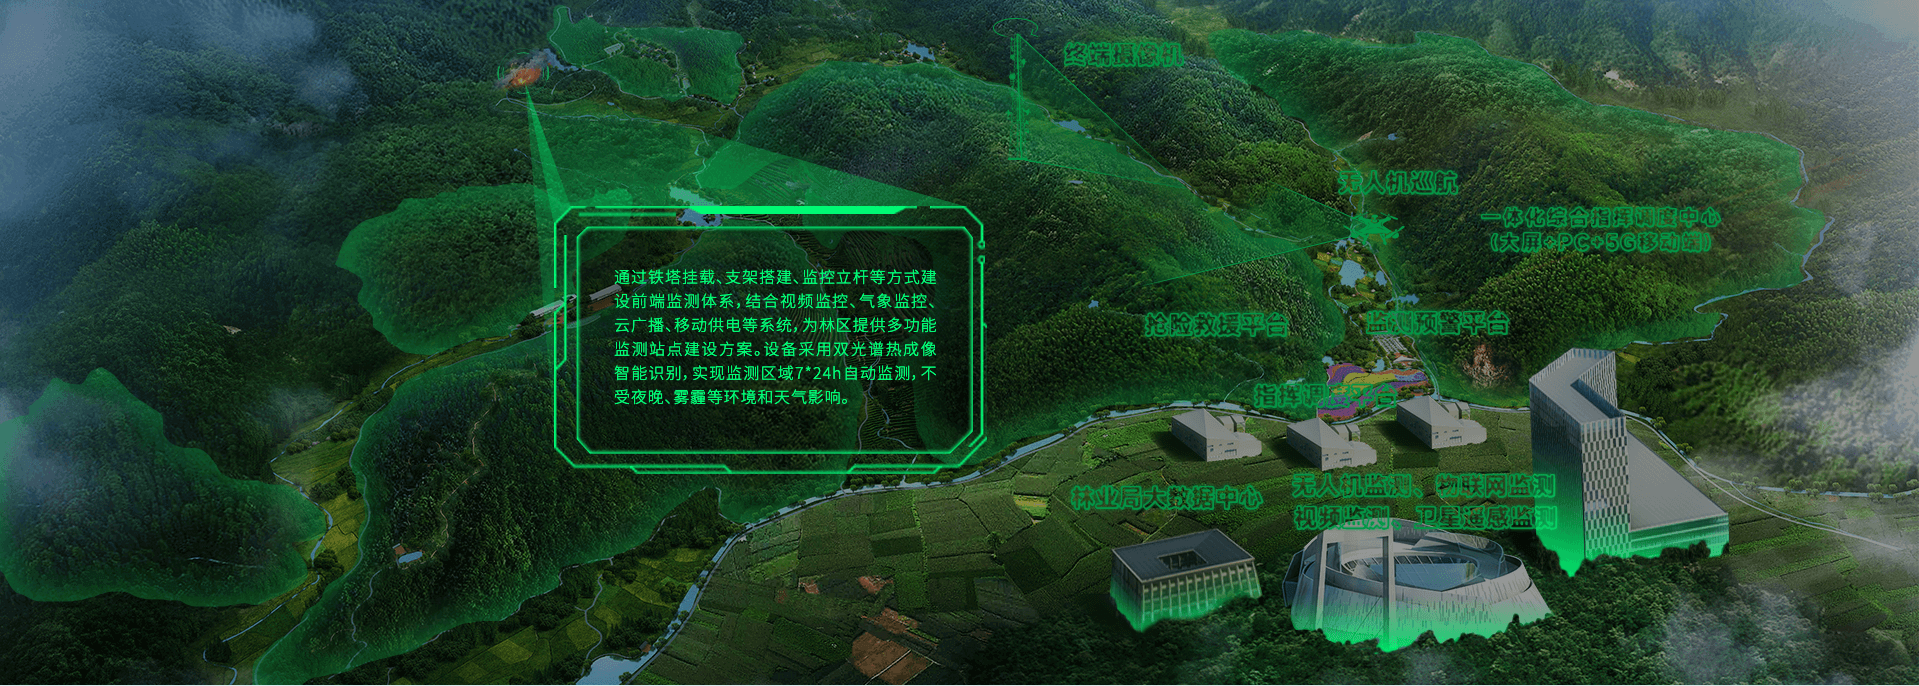 终端摄像机
无人机巡航
一体化综合指挥调度中心
(大屏+PC+5G移动端)
通过铁塔挂载、支架搭建、监控立杆等方式建
设前端监测体系，结合视频监控、气象监控、
云广播、移动供电等系统，为林区提供多功能
监测站点建设方案。设备采用双光谱热成像
智能识别，实现监测区域7*24h自动监测，不
受夜晚、雾霾等环境和天气影响。
抢险救援平台
监测预警平台
指挥调度平台
林业局大数据中心
无人机监测、物联网监测
视频监测、卫星遥感监测